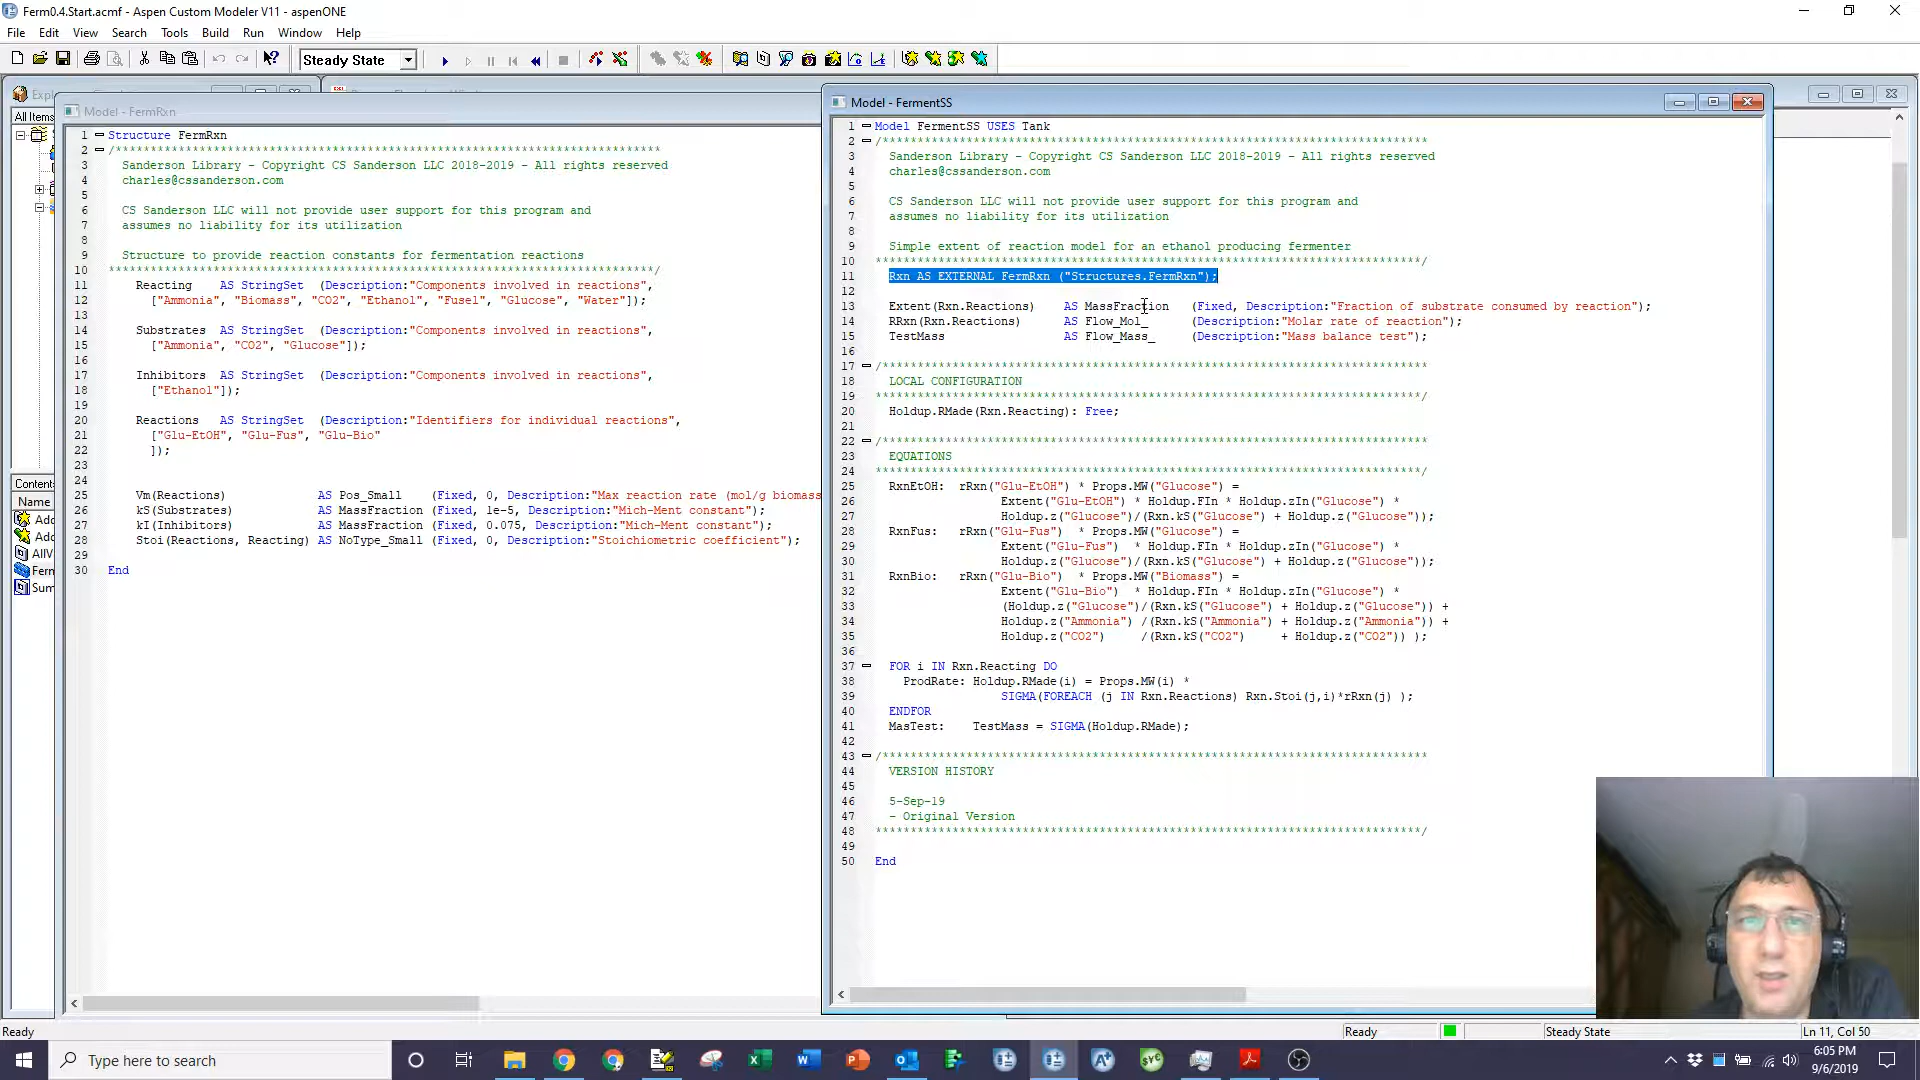 Ferm0.4.Start.acmf - Aspen Custom Modeler V11 - aspenONE
File Edit View Search Tools Build Run Window Help
Steady State
Model - FermRxn
All Items
1 Structure FermRxn
2 /******************************************************************************
3 Sanderson Library - Copyright CS Sanderson LLC 2018-2019 - All rights reserved
4 charles@cssanderson.com
5
6 CS Sanderson LLC will not provide user support for this program and
7 assumes no liability for its utilization
8
9 Structure to provide reaction constants for fermentation reactions
10 ******************************************************************************/
11 Reacting AS StringSet (Description:"Components involved in reactions",
12 ["Ammonia", "Biomass", "CO2", "Ethanol", "Fusel", "Glucose", "Water"]);
13
14 Substrates AS StringSet (Description:"Components involved in reactions",
15 ["Ammonia", "CO2", "Glucose"]);
16
17 Inhibitors AS StringSet (Description:"Components involved in reactions",
18 ["Ethanol"]);
19
20 Reactions AS StringSet (Description:"Identifiers for individual reactions",
21 ["Glu-EtOH", "Glu-Fus", "Glu-Bio"
22 ]);
23
24
25 Vm(Reactions) AS Pos_Small (Fixed, 0, Description:"Max reaction rate (mol/g biomass
26 kS(Substrates) AS MassFraction (Fixed, 1e-5, Description:"Mich-Ment constant");
27 kI(Inhibitors) AS MassFraction (Fixed, 0.075, Description:"Mich-Ment constant");
28 Stoi(Reactions, Reacting) AS NoType_Small (Fixed, 0, Description:"Stoichiometric coefficient");
29
30 End
Contents
Name
Add
Add
AllV
Ferm
Sum
Model - FermentSS
1 Model FermentSS USES Tank
2 /******************************************************************************
3 Sanderson Library - Copyright CS Sanderson LLC 2018-2019 - All rights reserved
4 charles@cssanderson.com
5
6 CS Sanderson LLC will not provide user support for this program and
7 assumes no liability for its utilization
8
9 Simple extent of reaction model for an ethanol producing fermenter
10 ******************************************************************************/
11 Rxn AS EXTERNAL FermRxn ("Structures.FermRxn");
12
13 Extent(Rxn.Reactions) AS MassFraction (Fixed, Description:"Fraction of substrate consumed by reaction");
14 RRxn(Rxn.Reactions) AS Flow_Mol_ (Description:"Molar rate of reaction");
15 TestMass AS Flow_Mass_ (Description:"Mass balance test");
16
17 /******************************************************************************
18 LOCAL CONFIGURATION
19 ******************************************************************************/
20 Holdup.RMade(Rxn.Reacting): Free;
21
22 /******************************************************************************
23 EQUATIONS
24 ******************************************************************************/
25 RxnEtOH: rRxn("Glu-EtOH") * Props.MW("Glucose") =
26 Extent("Glu-EtOH") * Holdup.FIn * Holdup.zIn("Glucose") *
27 Holdup.z("Glucose")/(Rxn.kS("Glucose") + Holdup.z("Glucose"));
28 RxnFus: rRxn("Glu-Fus") * Props.MW("Glucose") =
29 Extent("Glu-Fus") * Holdup.FIn * Holdup.zIn("Glucose") *
30 Holdup.z("Glucose")/(Rxn.kS("Glucose") + Holdup.z("Glucose"));
31 RxnBio: rRxn("Glu-Bio") * Props.MW("Biomass") =
32 Extent("Glu-Bio") * Holdup.FIn * Holdup.zIn("Glucose") *
33 (Holdup.z("Glucose")/(Rxn.kS("Glucose") + Holdup.z("Glucose")) +
34 Holdup.z("Ammonia") /(Rxn.kS("Ammonia") + Holdup.z("Ammonia")) +
35 Holdup.z("CO2") /(Rxn.kS("CO2") + Holdup.z("CO2")) );
36
37 FOR i IN Rxn.Reacting DO
38 ProdRate: Holdup.RMade(i) = Props.MW(i) *
39 SIGMA(FOREACH (j IN Rxn.Reactions) Rxn.Stoi(j,i)*rRxn(j) );
40 ENDFOR
41 MasTest: TestMass = SIGMA(Holdup.RMade);
42
43 /******************************************************************************
44 VERSION HISTORY
45
46 5-Sep-19
47 - Original Version
48 ******************************************************************************/
49
50 End
Ready
Ready
Steady State
Ln 11, Col 50
Type here to search
6:05 PM
9/6/2019